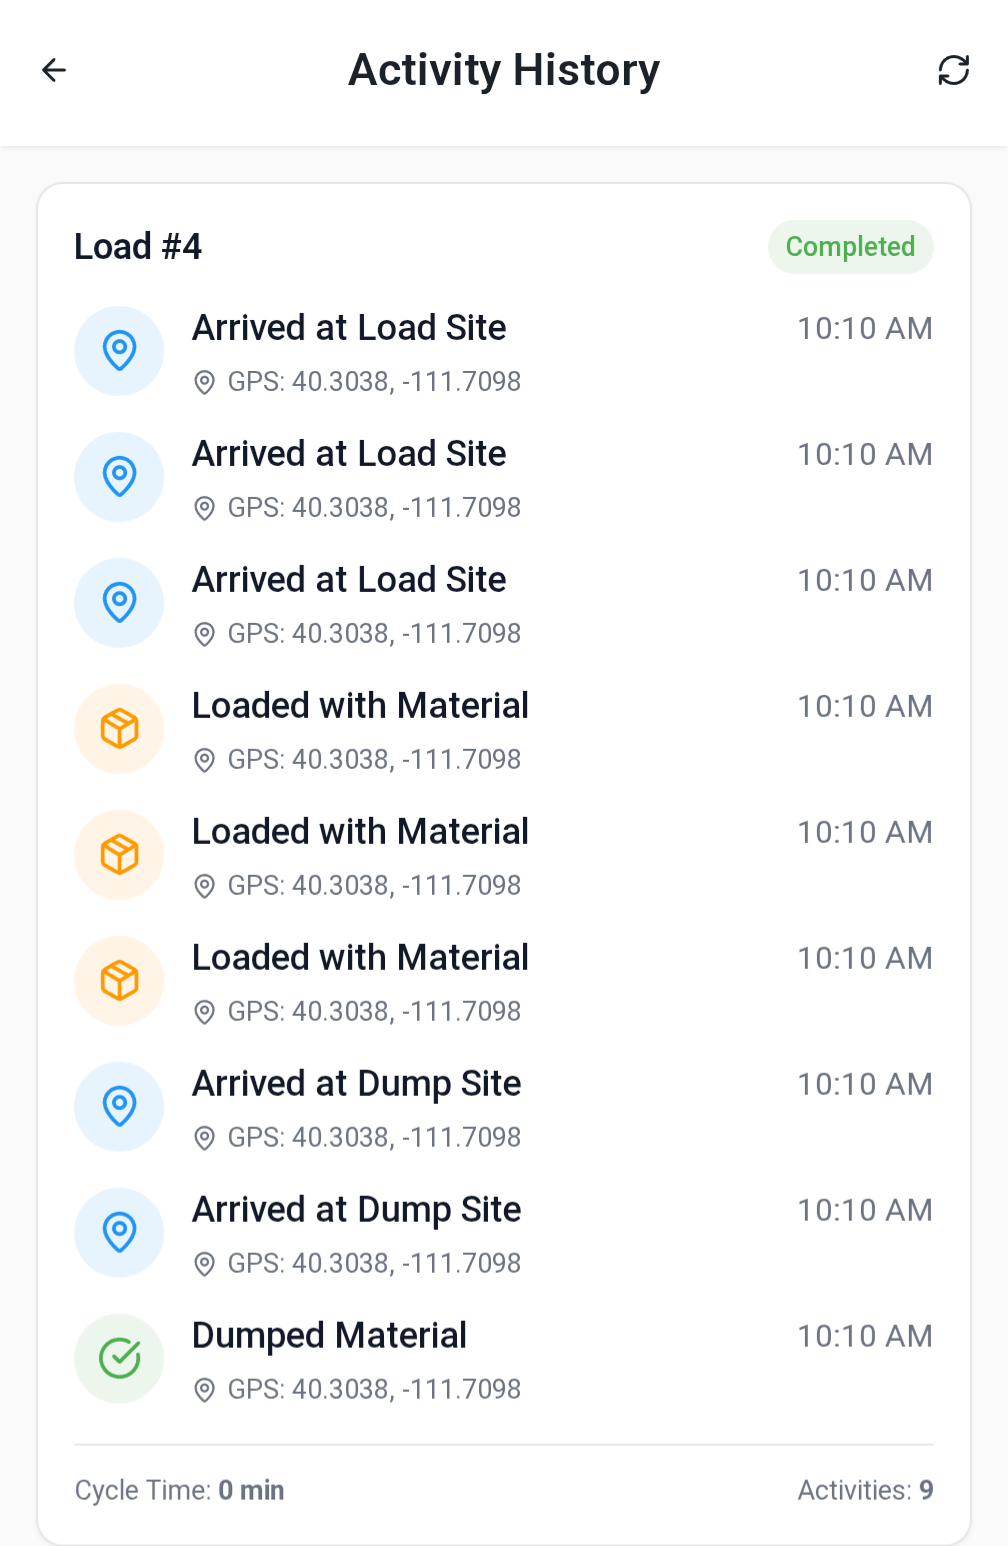 Activity History
Load #4
Completed
Arrived at Load Site
10:10 AM
GPS: 40.3038, -111.7098
Arrived at Load Site
10:10 AM
GPS: 40.3038, -111.7098
Arrived at Load Site
10:10 AM
GPS: 40.3038, -111.7098
Loaded with Material
10:10 AM
GPS: 40.3038, -111.7098
Loaded with Material
10:10 AM
GPS: 40.3038, -111.7098
Loaded with Material
10:10 AM
GPS: 40.3038, -111.7098
Arrived at Dump Site
10:10 AM
GPS: 40.3038, -111.7098
Arrived at Dump Site
10:10 AM
GPS: 40.3038, -111.7098
Dumped Material
10:10 AM
GPS: 40.3038, -111.7098
Cycle Time: 0 min
Activities: 9